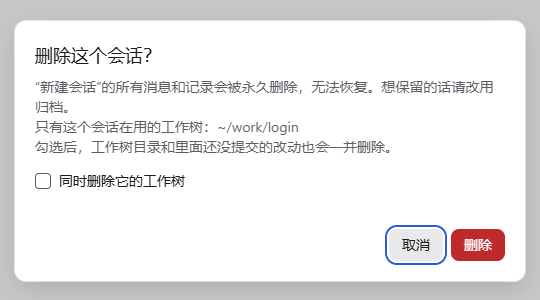 删除这个会话？
“新建会话”的所有消息和记录会被永久删除，无法恢复。想保留的话请改用
归档。
只有这个会话在用的工作树：~/work/login
勾选后，工作树目录和里面还没提交的改动也会一并删除。
同时删除它的工作树
取消
删除